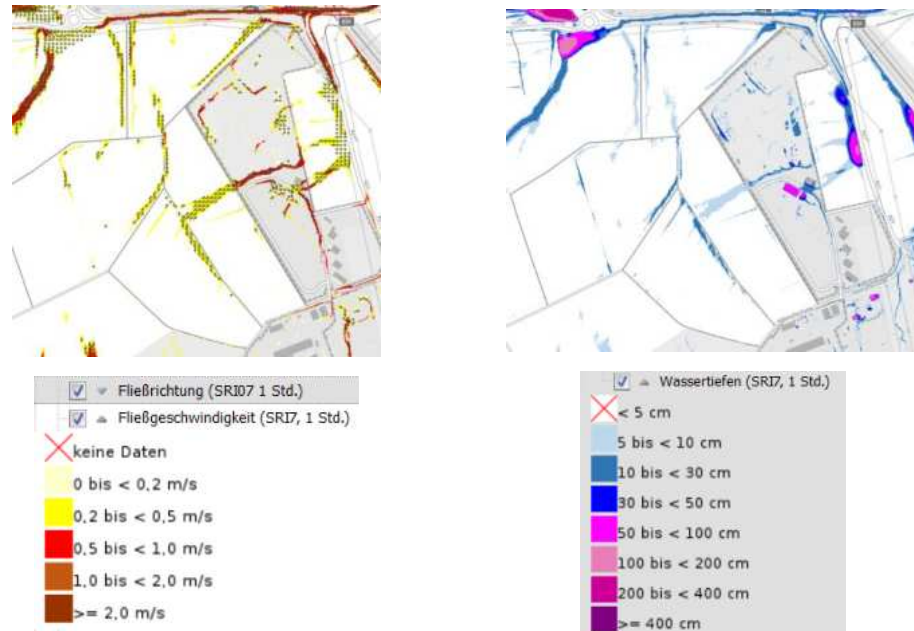 Fließrichtung (SRI07 1 Std.)
Fließgeschwindigkeit (SRI7, 1 Std.)
keine Daten
0 bis < 0,2 m/s
0,2 bis < 0,5 m/s
0,5 bis < 1,0 m/s
1,0 bis < 2,0 m/s
>= 2,0 m/s
Wassertiefen (SRI7, 1 Std.)
< 5 cm
5 bis < 10 cm
10 bis < 30 cm
30 bis < 50 cm
50 bis < 100 cm
100 bis < 200 cm
200 bis < 400 cm
>= 400 cm